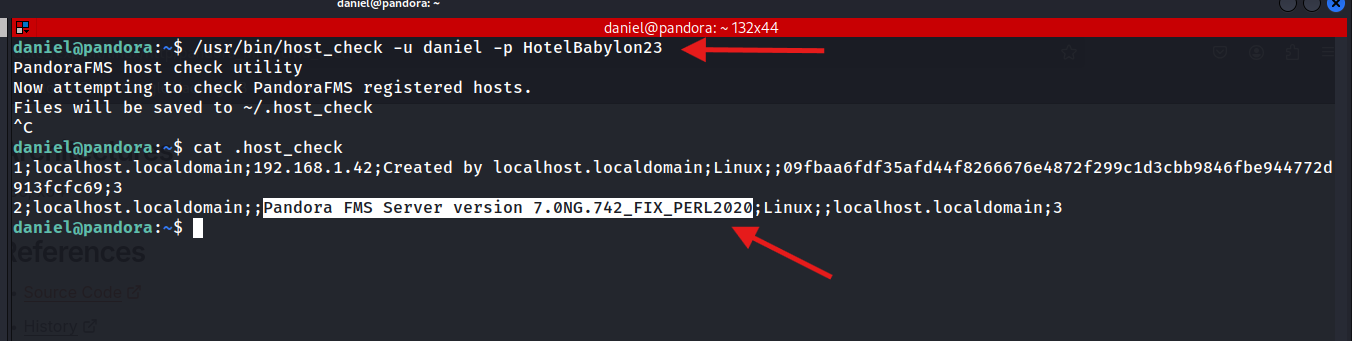 daniel@pandora: ~
daniel@pandora: ~ 132x44
daniel@pandora:~$ /usr/bin/host_check -u daniel -p HotelBabylon23
PandoraFMS host check utility
Now attempting to check PandoraFMS registered hosts.
Files will be saved to ~/.host_check
^C
daniel@pandora:~$ cat .host_check
1;localhost.localdomain;192.168.1.42;Created by localhost.localdomain;Linux;;09fbaa6fdf35afd44f8266676e4872f299c1d3cbb9846fbe944772d
913fcfc69;3
2;localhost.localdomain;;Pandora FMS Server version 7.0NG.742_FIX_PERL2020;Linux;;localhost.localdomain;3
daniel@pandora:~$
References
Source Code
History